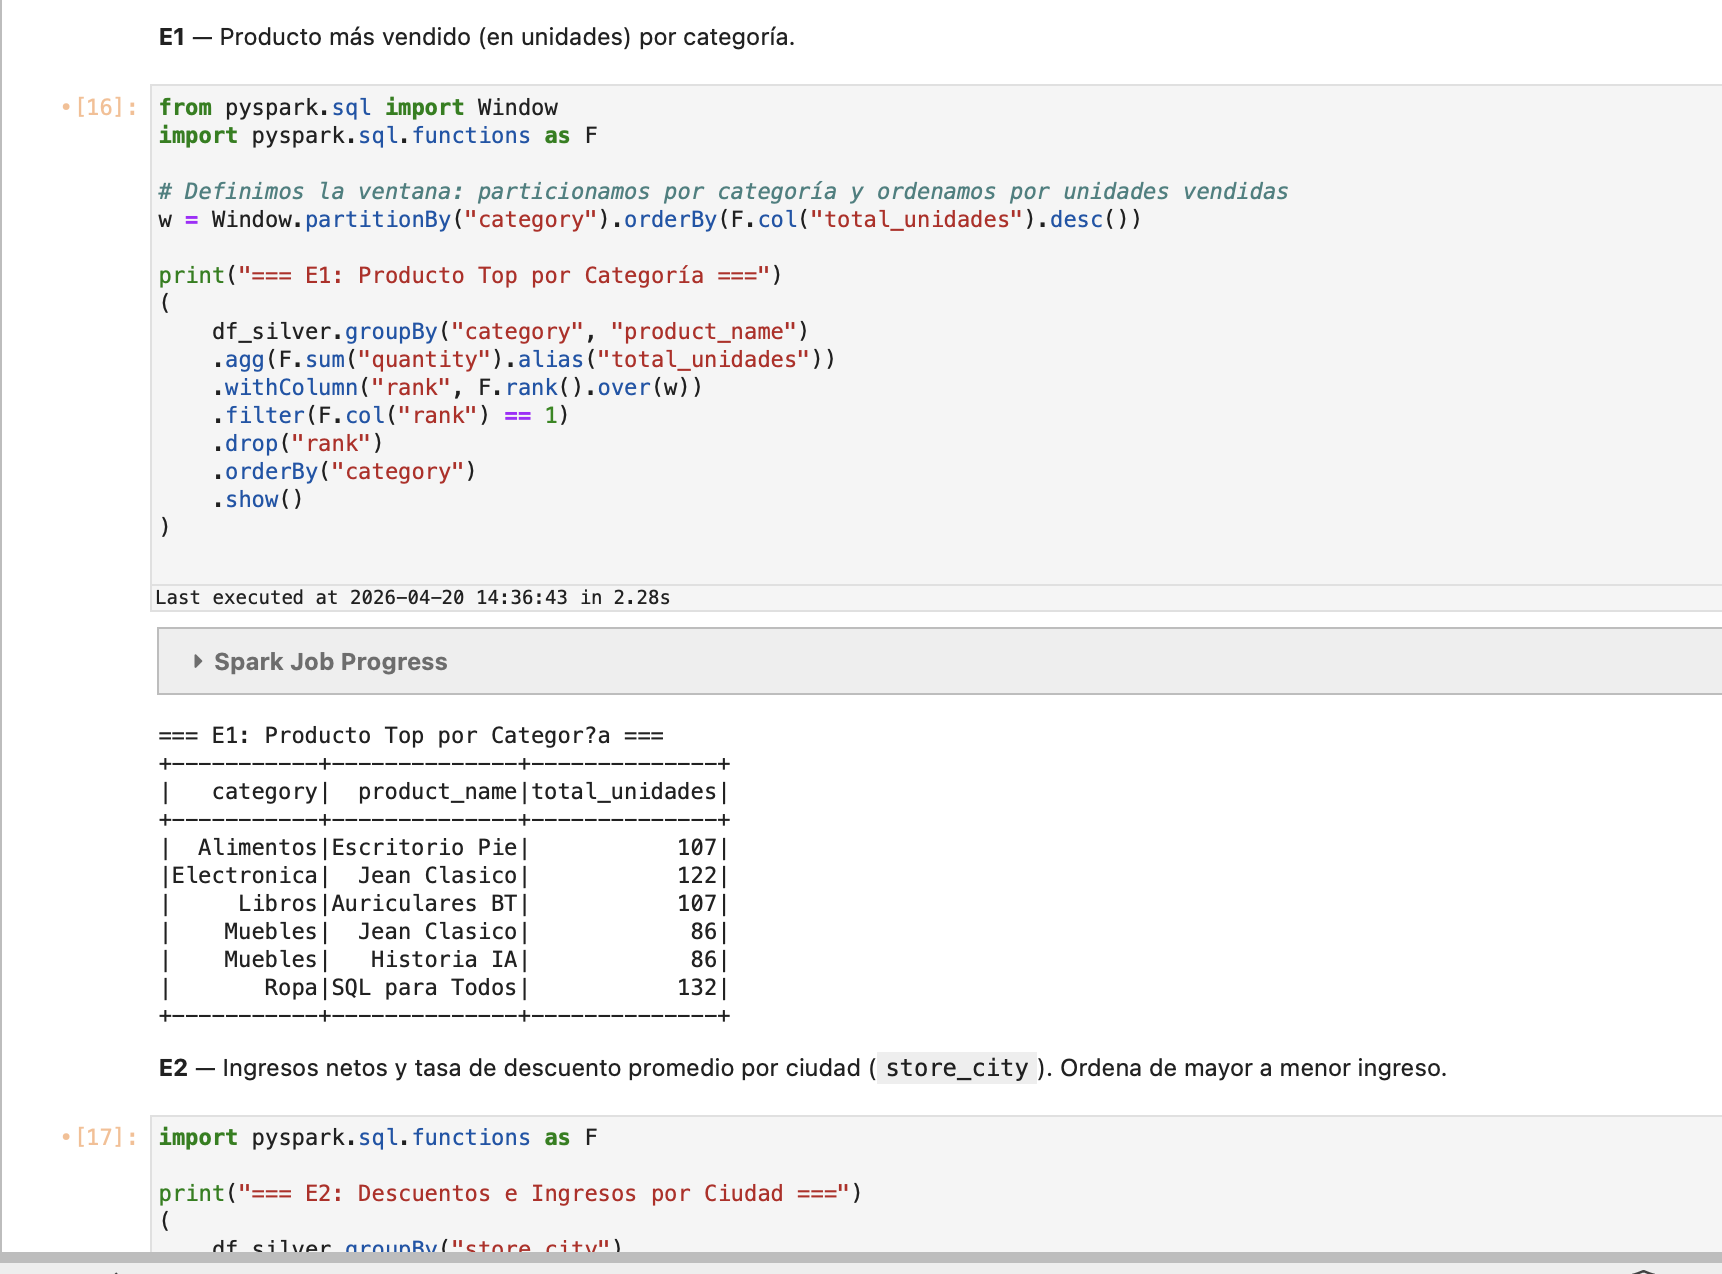 E1 — Producto más vendido (en unidades) por categoría.
•[16]:
from pyspark.sql import Window
import pyspark.sql.functions as F
# Definimos la ventana: particionamos por categoría y ordenamos por unidades vendidas
w = Window.partitionBy("category").orderBy(F.col("total_unidades").desc())
print("=== E1: Producto Top por Categoría ===")
(
    df_silver.groupBy("category", "product_name")
    .agg(F.sum("quantity").alias("total_unidades"))
    .withColumn("rank", F.rank().over(w))
    .filter(F.col("rank") == 1)
    .drop("rank")
    .orderBy("category")
    .show()
)
Last executed at 2026-04-20 14:36:43 in 2.28s
Spark Job Progress
=== E1: Producto Top por Categor?a ===
+-----------+--------------+--------------+
|   category|  product_name|total_unidades|
+-----------+--------------+--------------+
|  Alimentos|Escritorio Pie|           107|
|Electronica|  Jean Clasico|           122|
|     Libros|Auriculares BT|           107|
|    Muebles|  Jean Clasico|            86|
|    Muebles|   Historia IA|            86|
|       Ropa|SQL para Todos|           132|
+-----------+--------------+--------------+
E2 — Ingresos netos y tasa de descuento promedio por ciudad ( store_city ). Ordena de mayor a menor ingreso.
•[17]:
import pyspark.sql.functions as F
print("=== E2: Descuentos e Ingresos por Ciudad ===")
(
    df_silver.groupBy("store_city")